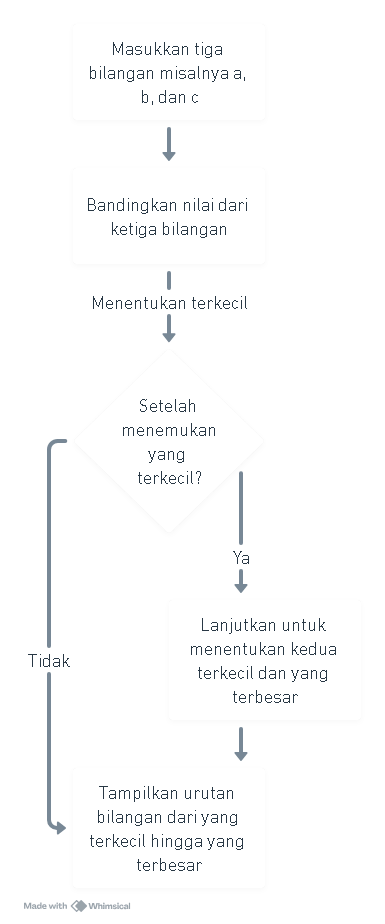 Masukkan tiga
bilangan misalnya a,
b, dan c
Bandingkan nilai dari
ketiga bilangan
Menentukan terkecil
Setelah
menemukan
yang
terkecil?
Ya
Lanjutkan untuk
menentukan kedua
terkecil dan yang
terbesar
Tidak
Tampilkan urutan
bilangan dari yang
terkecil hingga yang
terbesar
Made with Whimsical